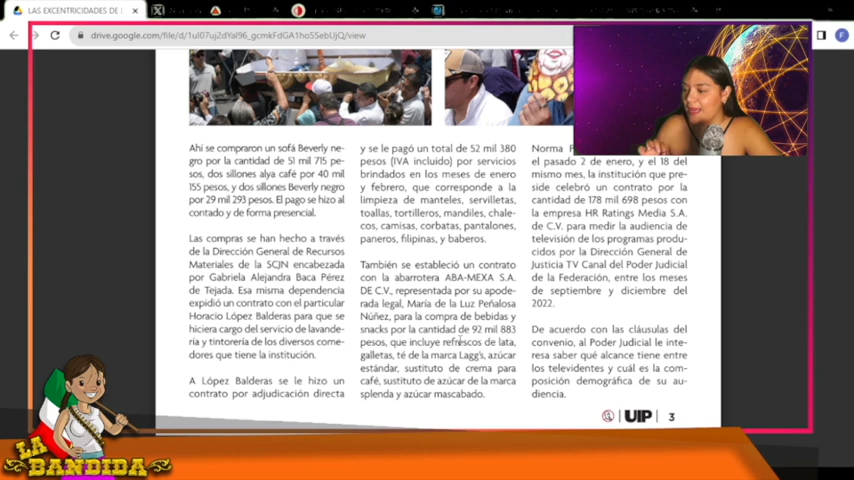 LAS EXCENTRICIDADES DE L
drive.google.com/file/d/1uI07uj2dYaI96_gcmkFdGA1ho5SebUjQ/view
Ahí se compraron un sofá Beverly ne-
gro por la cantidad de 51 mil 715 pe-
sos, dos sillones alya café por 40 mil
155 pesos, y dos sillones Beverly negro
por 29 mil 293 pesos. El pago se hizo al
contado y de forma presencial.
Las compras se han hecho a través
de la Dirección General de Recursos
Materiales de la SCJN encabezada
por Gabriela Alejandra Baca Pérez
de Tejada. Esa misma dependencia
expidió un contrato con el particular
Horacio López Balderas para que se
hiciera cargo del servicio de lavande-
ría y tintorería de los diversos come-
dores que tiene la institución.
A López Balderas se le hizo un
contrato por adjudicación directa
y se le pagó un total de 52 mil 380
pesos (IVA incluido) por servicios
brindados en los meses de enero
y febrero, que corresponde a la
limpieza de manteles, servilletas,
toallas, tortilleros, mandiles, chale-
cos, camisas, corbatas, pantalones,
paneros, filipinas, y baberos.
También se estableció un contrato
con la abarrotera ABA-MEXA S.A.
DE C.V., representada por su apode-
rada legal, María de la Luz Peñalosa
Núñez, para la compra de bebidas y
snacks por la cantidad de 92 mil 883
pesos, que incluye refrescos de lata,
galletas, té de la marca Lagg's, azúcar
estándar, sustituto de crema para
café, sustituto de azúcar de la marca
splenda y azúcar mascabado.
Norma
el pasado 2 de enero, y el 18 del
mismo mes, la institución que pre-
side celebró un contrato por la
cantidad de 178 mil 698 pesos con
la empresa HR Ratings Media S.A.
de C.V. para medir la audiencia de
televisión de los programas produ-
cidos por la Dirección General de
Justicia TV Canal del Poder Judicial
de la Federación, entre los meses
de septiembre y diciembre del
2022.
De acuerdo con las cláusulas del
convenio, al Poder Judicial le inte-
resa saber qué alcance tiene entre
los televidentes y cuál es la com-
posición demográfica de su au-
diencia.
UIP 3
LA
BANDIDA